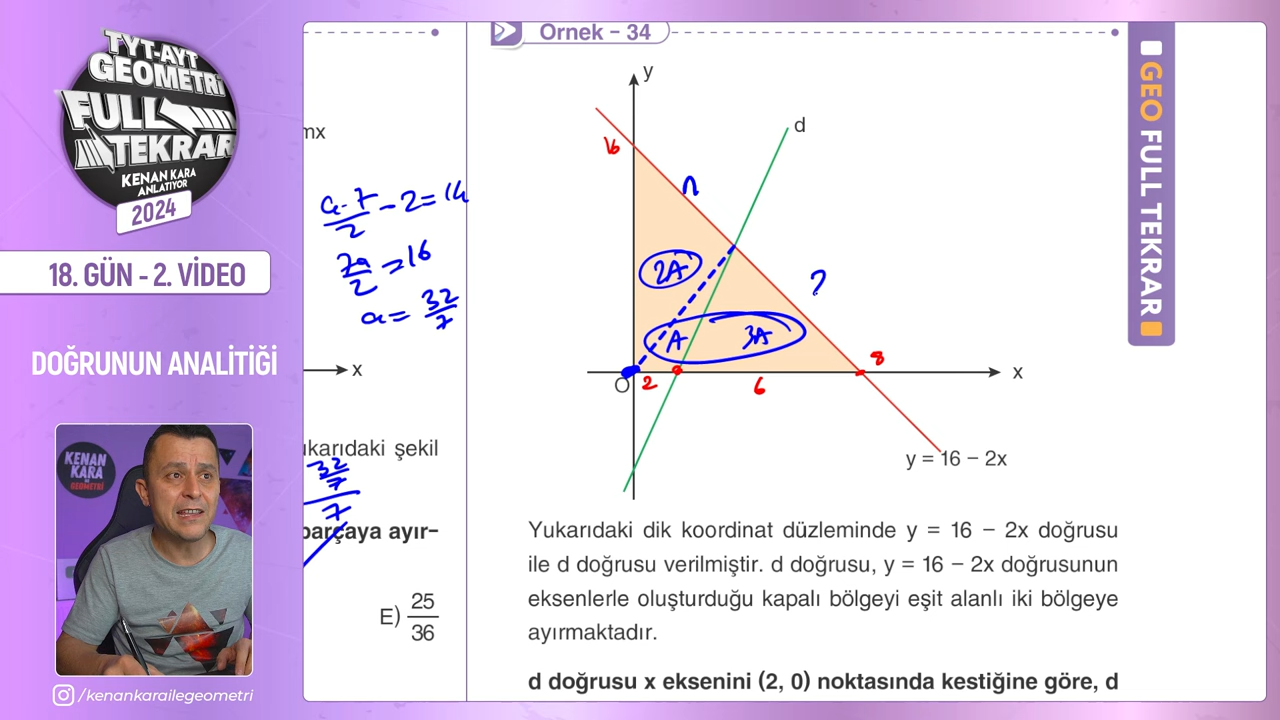 TYT-AYT
GEOMETRİ
FULL
TEKRAR
KENAN KARA
ANLATIYOR
2024
18. GÜN - 2. VİDEO
DOĞRUNUN ANALİTİĞİ
KENAN
KARA
GEOMETRİ
/kenankarailegeometri
mx
a·7/2 - 2 = 14
7a/2 = 16
a = 32/7
x
ukarıdaki şekil
32/7
7
parçaya ayır-
E) 25/36
Örnek - 34
y
16
d
2A
?
A
3A
8
O
2
6
x
y = 16 - 2x
Yukarıdaki dik koordinat düzleminde y = 16 - 2x doğrusu
ile d doğrusu verilmiştir. d doğrusu, y = 16 - 2x doğrusunun
eksenlerle oluşturduğu kapalı bölgeyi eşit alanlı iki bölgeye
ayırmaktadır.
d doğrusu x eksenini (2, 0) noktasında kestiğine göre, d
GEO FULL TEKRAR